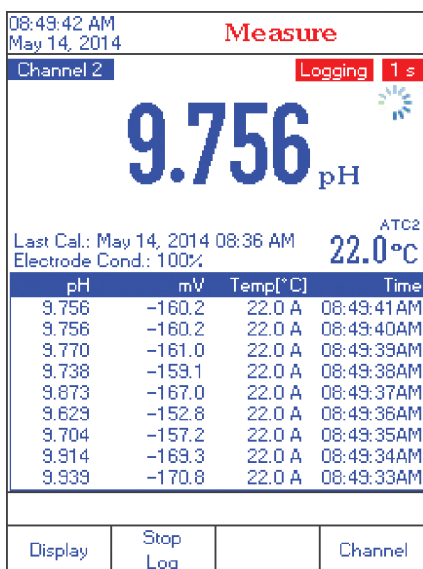 08:49:42 AM
May 14, 2014
Measure
Channel 2
Logging 1 s
9.756 pH
ATC2
Last Cal.: May 14, 2014 08:36 AM
22.0°C
Electrode Cond.: 100%
pH mV Temp[°C] Time
9.756 -160.2 22.0 A 08:49:41AM
9.756 -160.2 22.0 A 08:49:40AM
9.770 -161.0 22.0 A 08:49:39AM
9.738 -159.1 22.0 A 08:49:38AM
9.873 -167.0 22.0 A 08:49:37AM
9.629 -152.8 22.0 A 08:49:36AM
9.704 -157.2 22.0 A 08:49:35AM
9.914 -169.3 22.0 A 08:49:34AM
9.939 -170.8 22.0 A 08:49:33AM
Display
Stop
Log
Channel